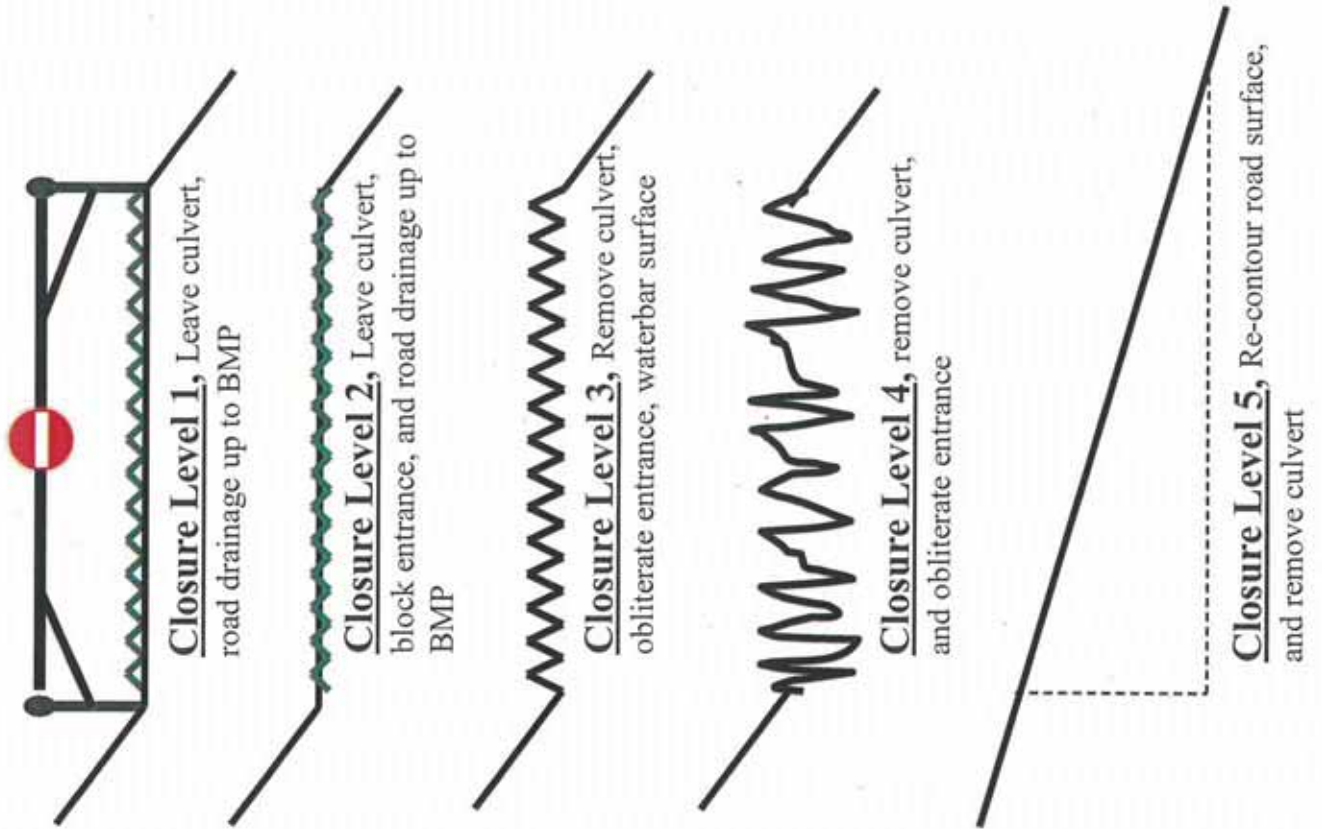 Closure Level 1, Leave culvert,
road drainage up to BMP
Closure Level 2, Leave culvert,
block entrance, and road drainage up to
BMP
Closure Level 3, Remove culvert,
obliterate entrance, waterbar surface
Closure Level 4, remove culvert,
and obliterate entrance
Closure Level 5, Re-contour road surface,
and remove culvert